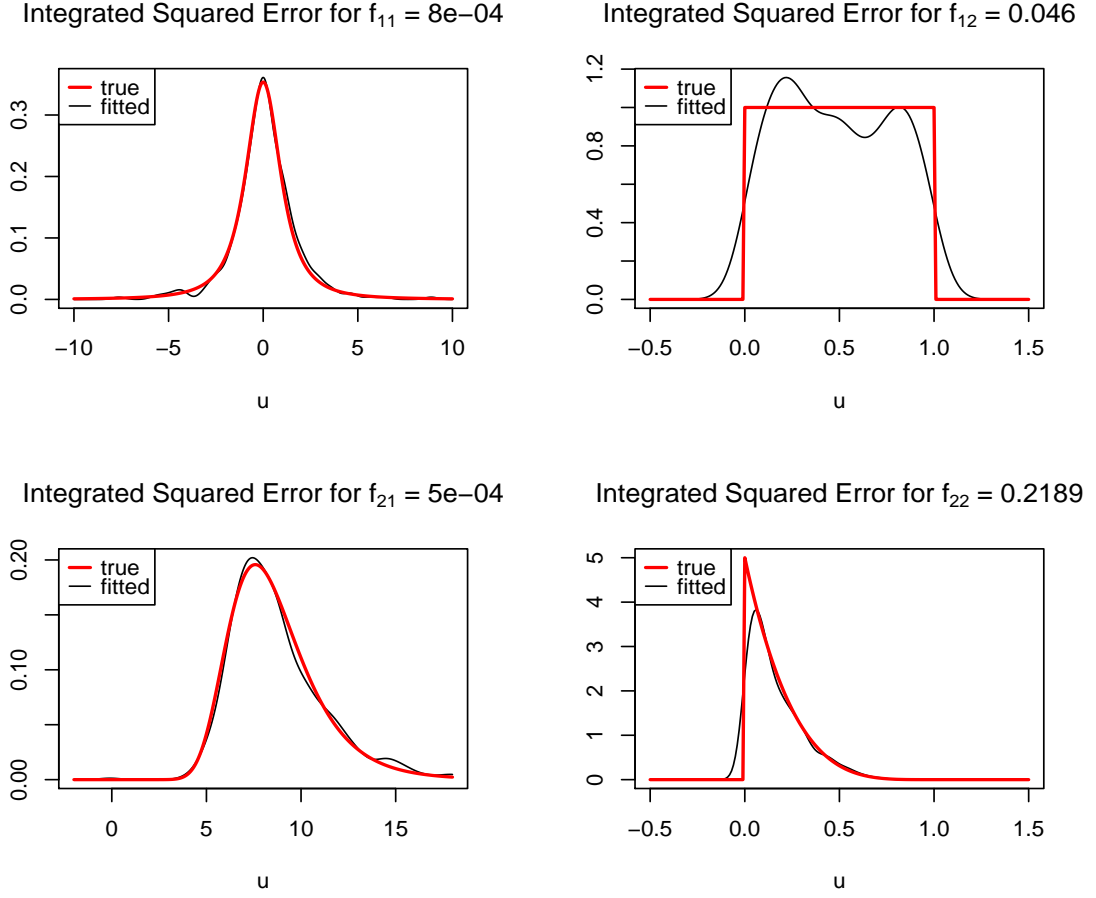 Integrated Squared Error for f₁₁ = 8e−04
true
fitted
0.3
0.2
0.1
0.0
−10 −5 0 5 10
u
Integrated Squared Error for f₁₂ = 0.046
true
fitted
1.2
0.8
0.4
0.0
−0.5 0.0 0.5 1.0 1.5
u
Integrated Squared Error for f₂₁ = 5e−04
true
fitted
0.20
0.10
0.00
0 5 10 15
u
Integrated Squared Error for f₂₂ = 0.2189
true
fitted
5
4
3
2
1
0
−0.5 0.0 0.5 1.0 1.5
u